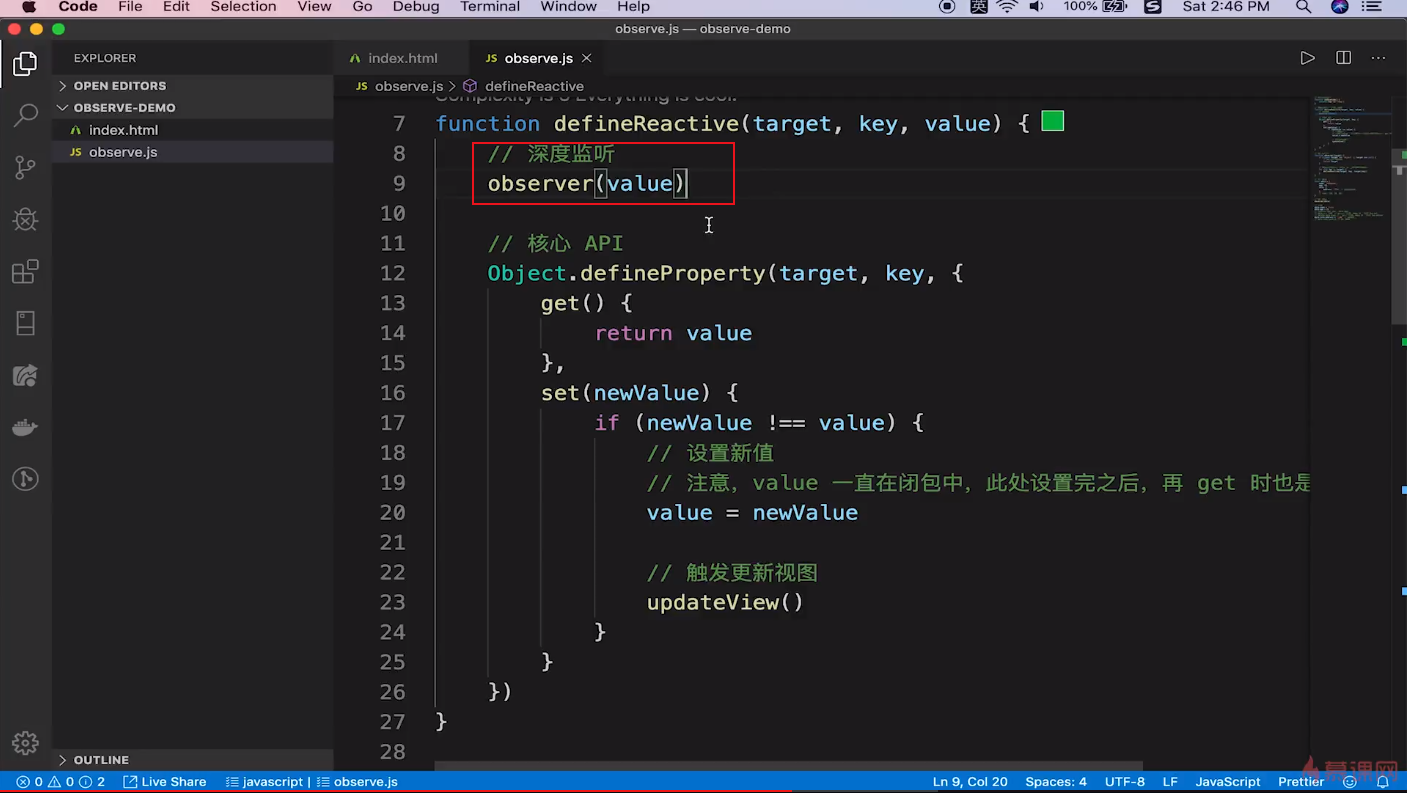 Code File Edit Selection View Go Debug Terminal Window Help 英 100% S Sat 2:46 PM
observe.js — observe-demo
EXPLORER
OPEN EDITORS
OBSERVE-DEMO
index.html
JS observe.js
index.html JS observe.js
JS observe.js > defineReactive
Complexity is 3 Everything is cool!
7 function defineReactive(target, key, value) {
8 // 深度监听
9 observer(value)
10
11 // 核心 API
12 Object.defineProperty(target, key, {
13 get() {
14 return value
15 },
16 set(newValue) {
17 if (newValue !== value) {
18 // 设置新值
19 // 注意，value 一直在闭包中，此处设置完之后，再 get 时也是
20 value = newValue
21
22 // 触发更新视图
23 updateView()
24 }
25 }
26 })
27 }
28
OUTLINE
0 0 2 Live Share javascript | observe.js Ln 9, Col 20 Spaces: 4 UTF-8 LF JavaScript Prettier
慕课网